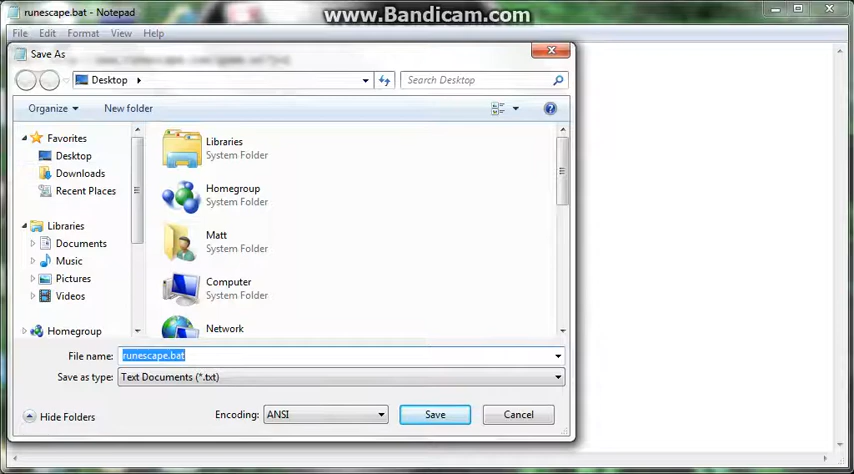 runescape.bat - Notepad
www.Bandicam.com
File Edit Format View Help
Save As
Desktop
Search Desktop
Organize
New folder
Favorites
Desktop
Downloads
Recent Places
Libraries
Documents
Music
Pictures
Videos
Homegroup
Libraries
System Folder
Homegroup
System Folder
Matt
System Folder
Computer
System Folder
Network
File name: runescape.bat
Save as type: Text Documents (*.txt)
Hide Folders
Encoding: ANSI
Save
Cancel